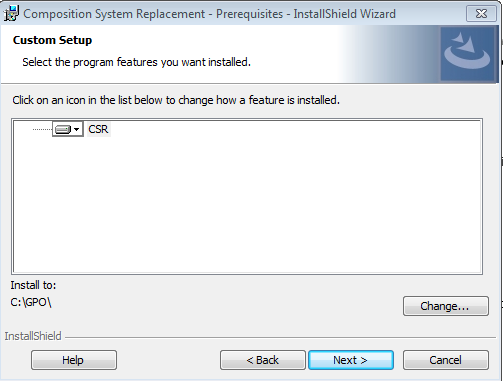 Composition System Replacement - Prerequisites - InstallShield Wizard
Custom Setup
Select the program features you want installed.
Click on an icon in the list below to change how a feature is installed.
CSR
Install to:
C:\GPO\
Change...
InstallShield
Help
< Back
Next >
Cancel